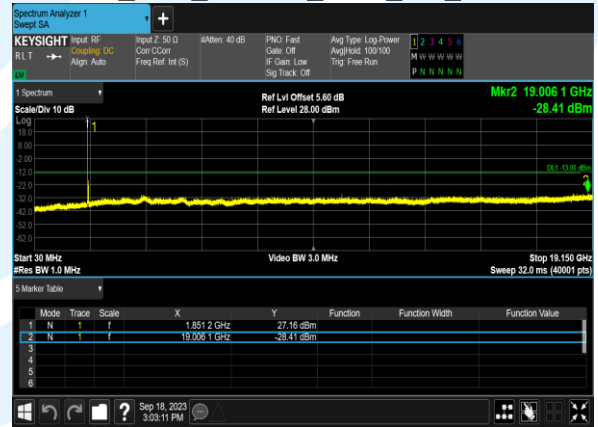 Spectrum Analyzer 1
Swept SA
+
KEYSIGHT Input: RF Input Z: 50 Ω #Atten: 40 dB PNO: Fast Avg Type: Log-Power 1 2 3 4 5 6
RLT Coupling: DC Corr CCorr Gate: Off Avg|Hold: 100/100 M W W W W W
Align: Auto Freq Ref: Int (S) IF Gain: Low Trig: Free Run
Sig Track: Off P N N N N N
1 Spectrum
Scale/Div 10 dB
Ref Lvl Offset 5.60 dB
Ref Level 28.00 dBm
Mkr2 19.006 1 GHz
-28.41 dBm
Log
1
18.0
8.00
-2.00
-12.0
DL1 -13.00 dBm
2
-22.0
-32.0
-42.0
-52.0
-62.0
Start 30 MHz Video BW 3.0 MHz Stop 19.150 GHz
#Res BW 1.0 MHz Sweep 32.0 ms (40001 pts)
5 Marker Table
Mode Trace Scale X Y Function Function Width Function Value
1 N 1 f 1.851 2 GHz 27.16 dBm
2 N 1 f 19.006 1 GHz -28.41 dBm
3
4
5
6
? Sep 18, 2023
3:03:11 PM